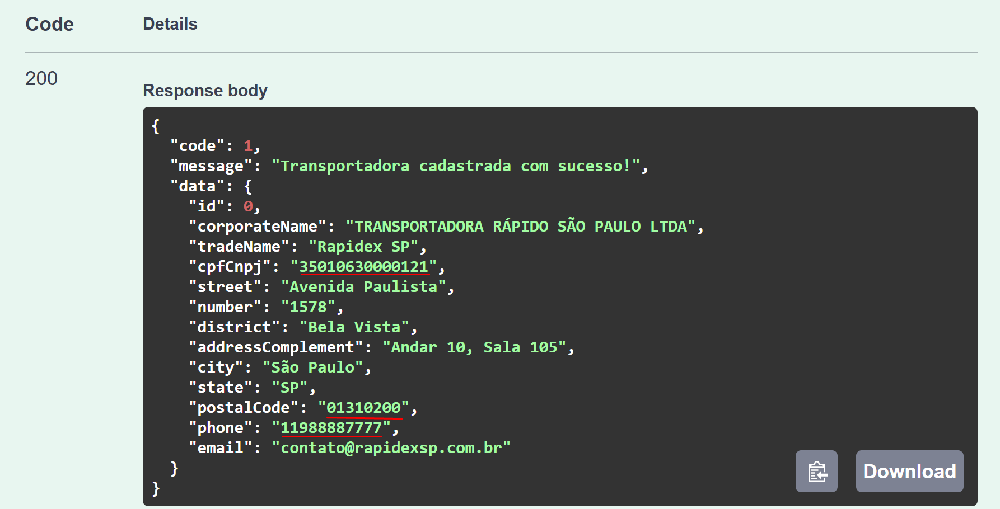 Code Details
200
Response body
{
"code": 1,
"message": "Transportadora cadastrada com sucesso!",
"data": {
"id": 0,
"corporateName": "TRANSPORTADORA RÁPIDO SÃO PAULO LTDA",
"tradeName": "Rapidex SP",
"cpfCnpj": "35010630000121",
"street": "Avenida Paulista",
"number": "1578",
"district": "Bela Vista",
"addressComplement": "Andar 10, Sala 105",
"city": "São Paulo",
"state": "SP",
"postalCode": "01310200",
"phone": "11988887777",
"email": "contato@rapidexsp.com.br"
}
}
Download